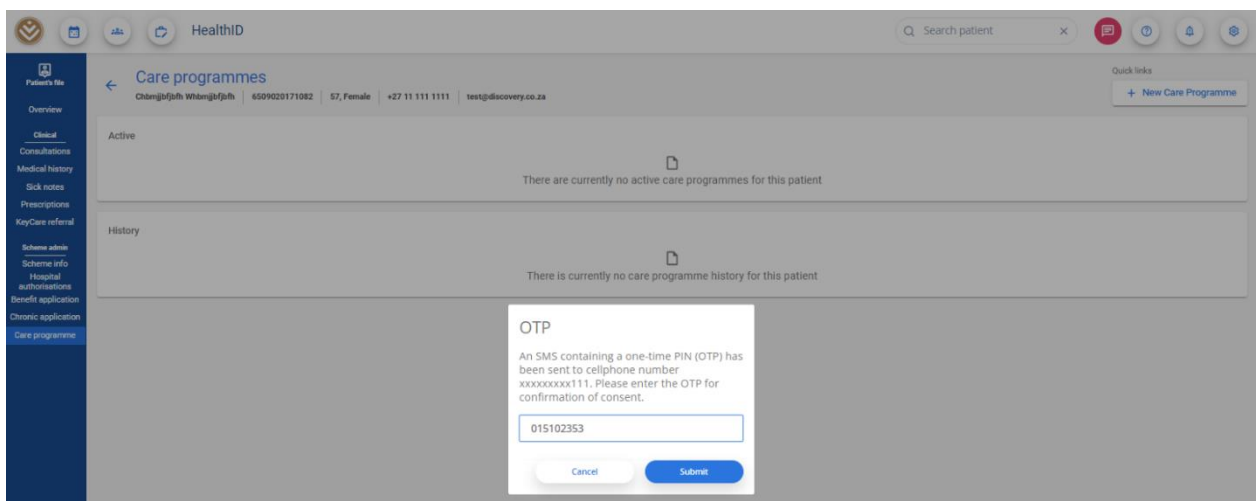 HealthID
Search patient
Patient's file
Overview
Clinical
Consultations
Medical history
Sick notes
Prescriptions
KeyCare referral
Scheme admin
Scheme info
Hospital
authorisations
Benefit application
Chronic application
Care programme
Care programmes
Chbmjjbfjbfh Whbmjjbfjbfh | 6509020171082 | 57, Female | +27 11 111 1111 | test@discovery.co.za
Quick links
+ New Care Programme
Active
There are currently no active care programmes for this patient
History
There is currently no care programme history for this patient
OTP
An SMS containing a one-time PIN (OTP) has
been sent to cellphone number
xxxxxxxxx111. Please enter the OTP for
confirmation of consent.
015102353
Cancel
Submit